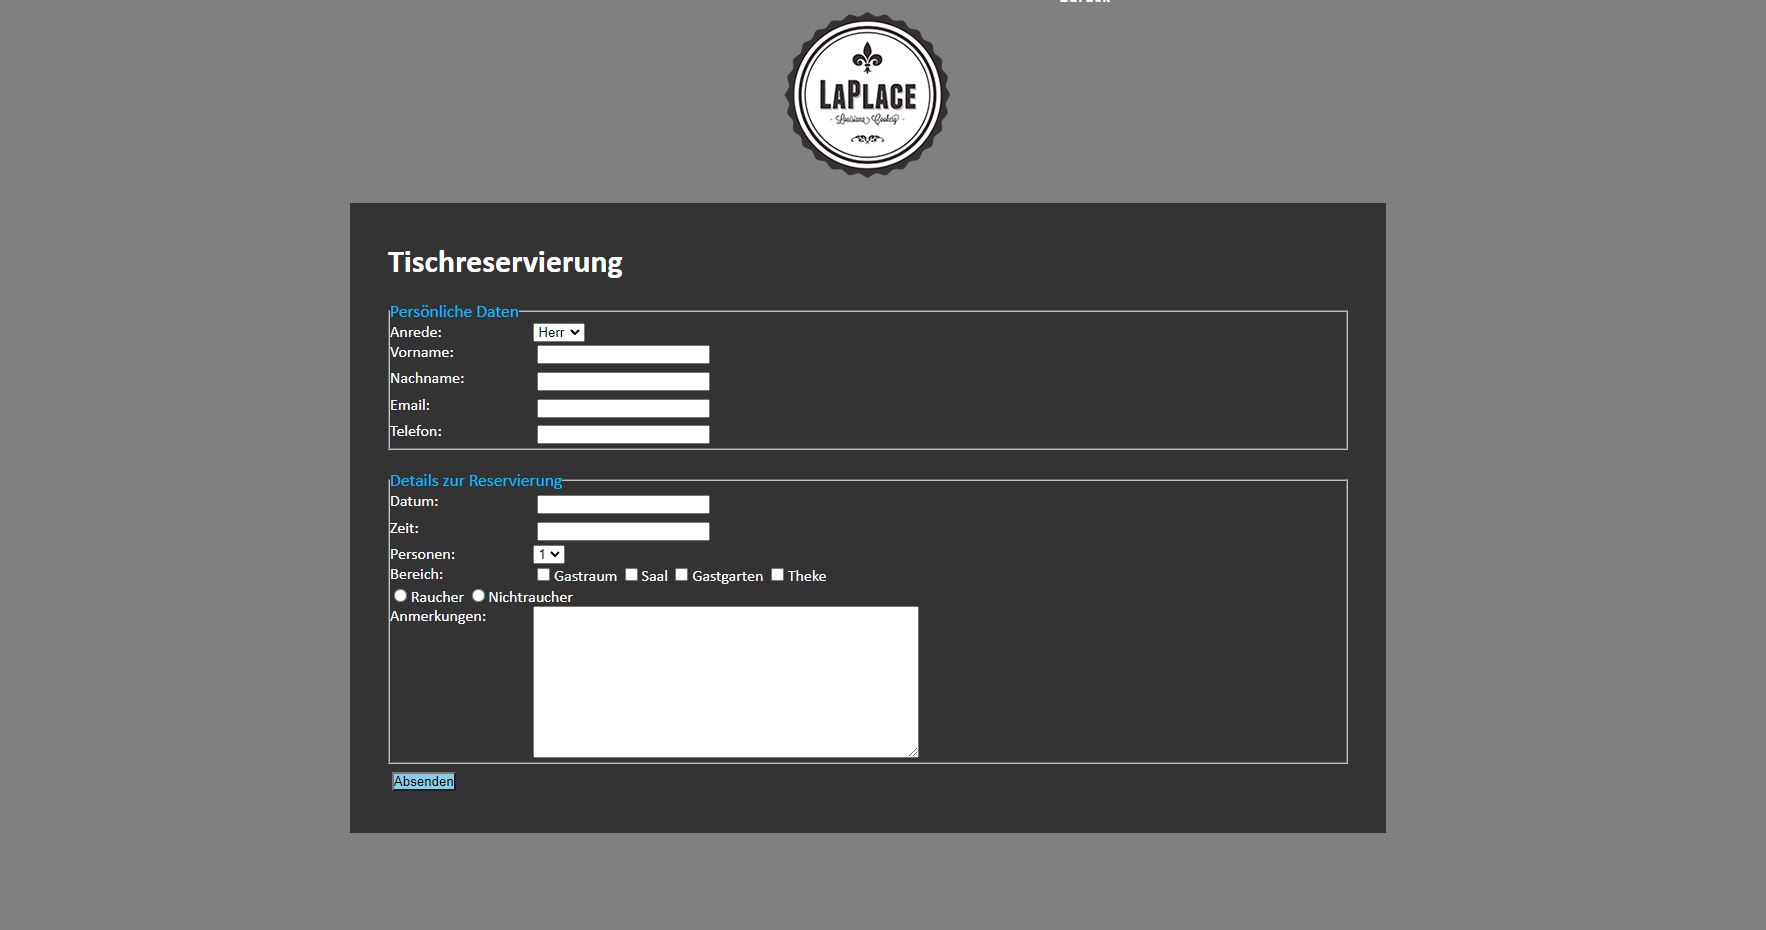 Zurück
LAPLACE
- Louisiana Cookery -
Tischreservierung
Persönliche Daten
Anrede: Herr
Vorname:
Nachname:
Email:
Telefon:
Details zur Reservierung
Datum:
Zeit:
Personen: 1
Bereich: Gastraum Saal Gastgarten Theke
Raucher Nichtraucher
Anmerkungen:
Absenden